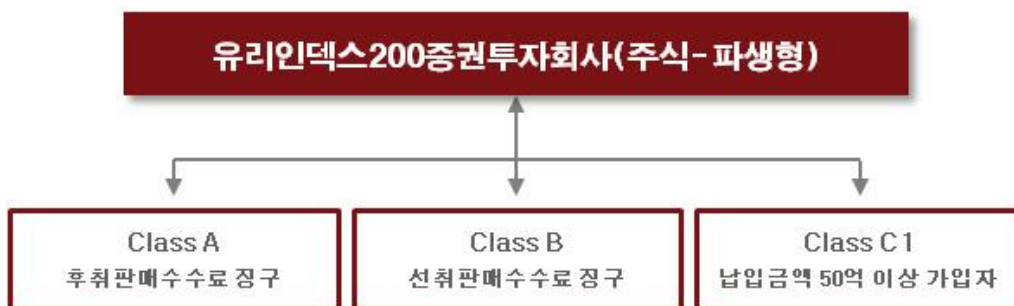 유리인덱스200증권투자회사(주식-파생형)
Class A
후취판매수수료 징구
Class B
선취판매수수료 징구
Class C1
납입금액 50억 이상 가입자